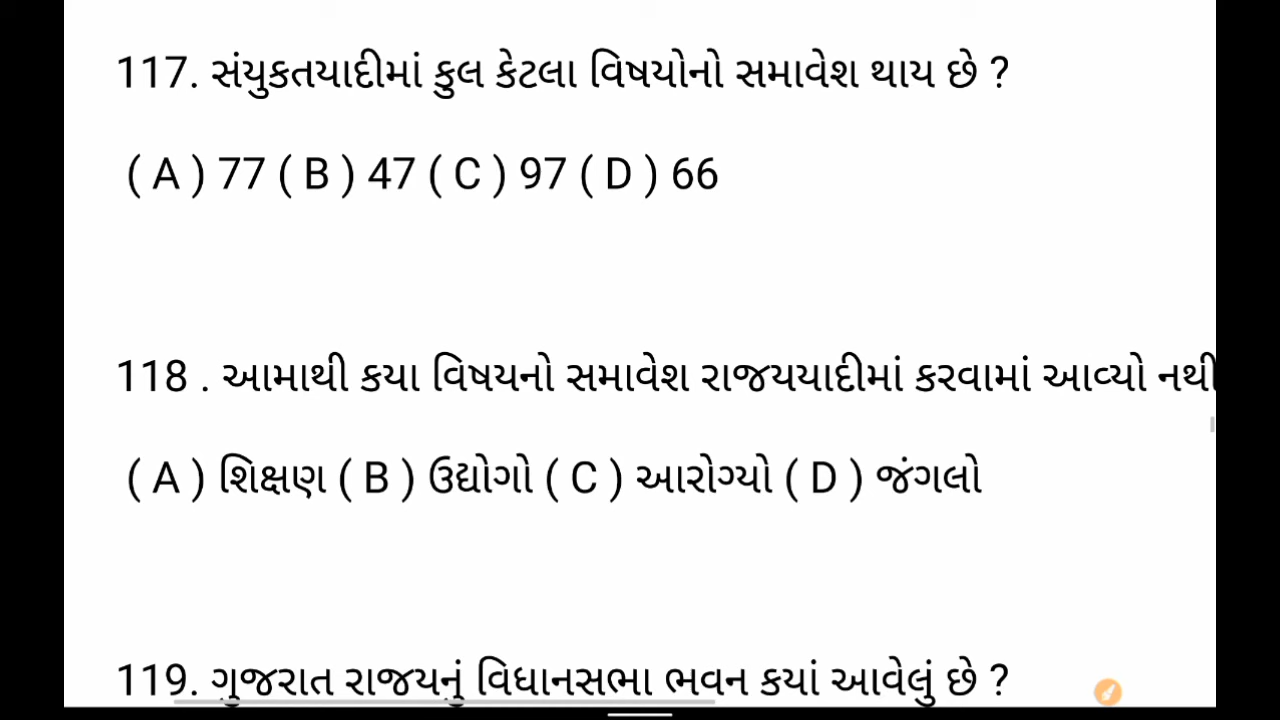 117. સંયુકતયાદીમાં કુલ કેટલા વિષયોનો સમાવેશ થાય છે ?
( A ) 77 ( B ) 47 ( C ) 97 ( D ) 66
118 . આમાથી કયા વિષયનો સમાવેશ રાજયયાદીમાં કરવામાં આવ્યો નથી
( A ) શિક્ષણ ( B ) ઉદ્યોગો ( C ) આરોગ્યો ( D ) જંગલો
119. ગુજરાત રાજયનું વિધાનસભા ભવન કયાં આવેલું છે ?